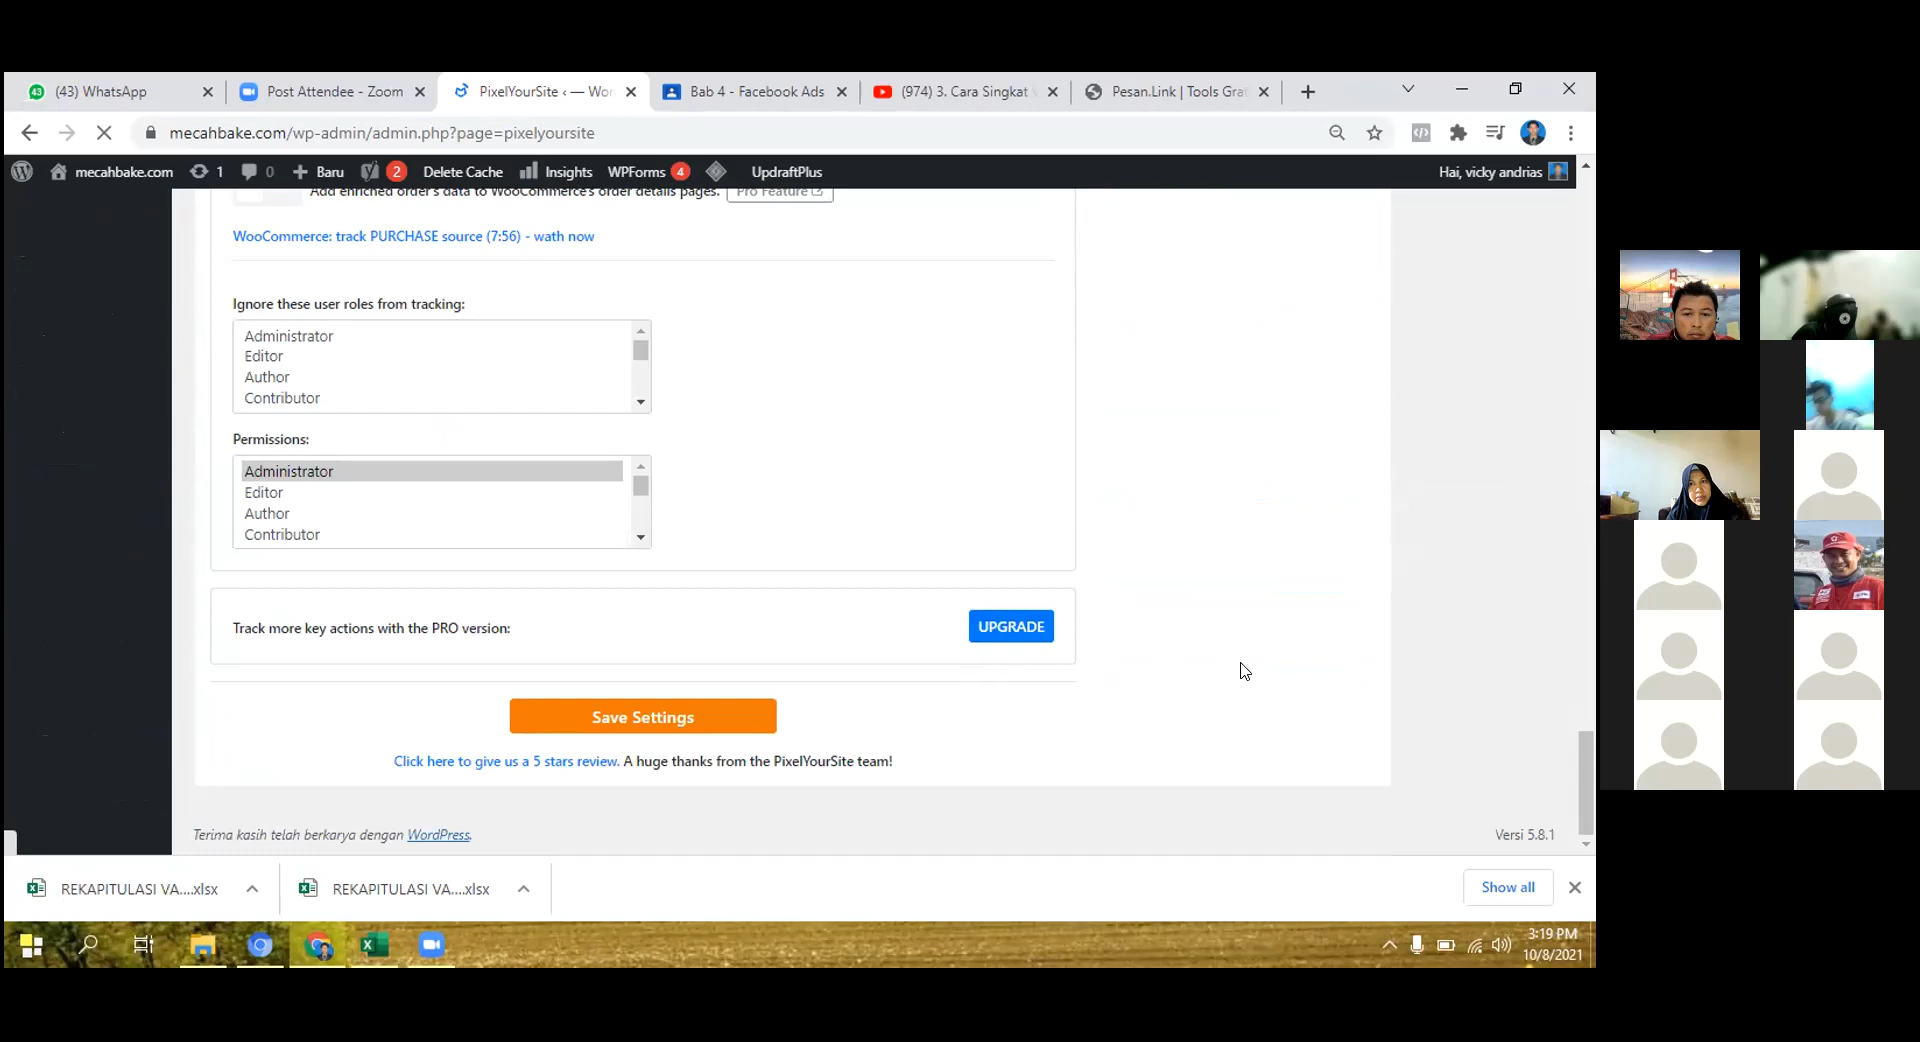 (43) WhatsApp
Post Attendee - Zoom
PixelYourSite ‹ — Wor
Bab 4 - Facebook Ads
(974) 3. Cara Singkat
Pesan.Link | Tools Grat
mecahbake.com/wp-admin/admin.php?page=pixelyoursite
mecahbake.com
1
0
Baru
2
Delete Cache
Insights
WPForms 4
UpdraftPlus
Hai, vicky andrias
Add enriched order's data to WooCommerce's order details pages. Pro Feature
WooCommerce: track PURCHASE source (7:56) - wath now
Ignore these user roles from tracking:
Administrator
Editor
Author
Contributor
Permissions:
Administrator
Editor
Author
Contributor
Track more key actions with the PRO version:
UPGRADE
Save Settings
Click here to give us a 5 stars review. A huge thanks from the PixelYourSite team!
Terima kasih telah berkarya dengan WordPress.
Versi 5.8.1
REKAPITULASI VA....xlsx
REKAPITULASI VA....xlsx
Show all
3:19 PM
10/8/2021